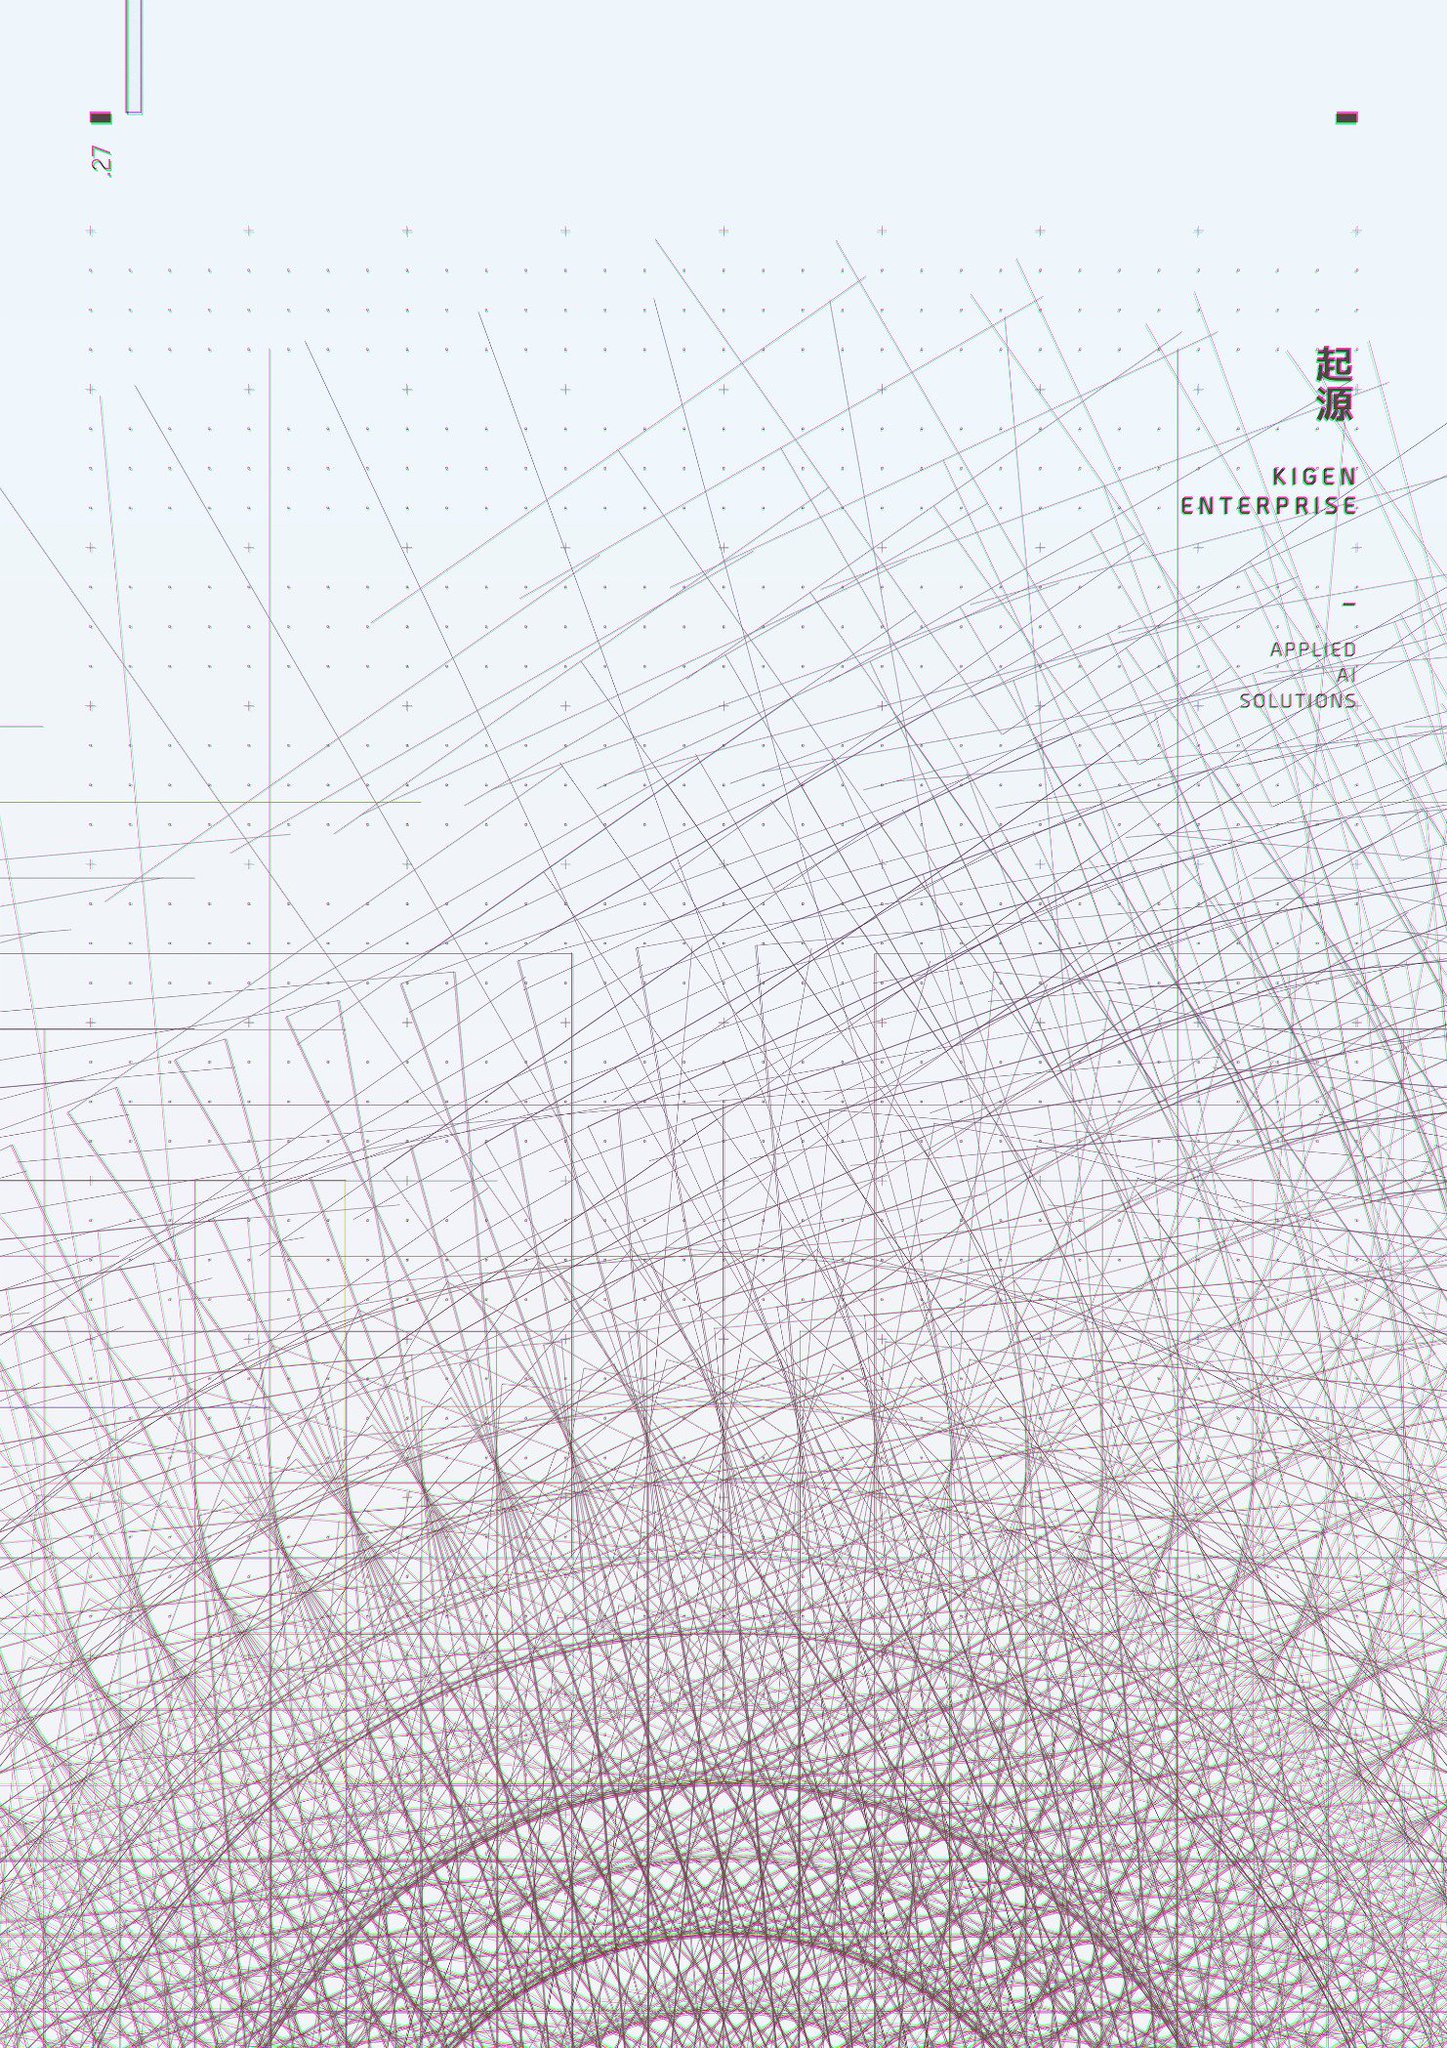 .27
起
源
KIGEN
ENTERPRISE
–
APPLIED
AI
SOLUTIONS